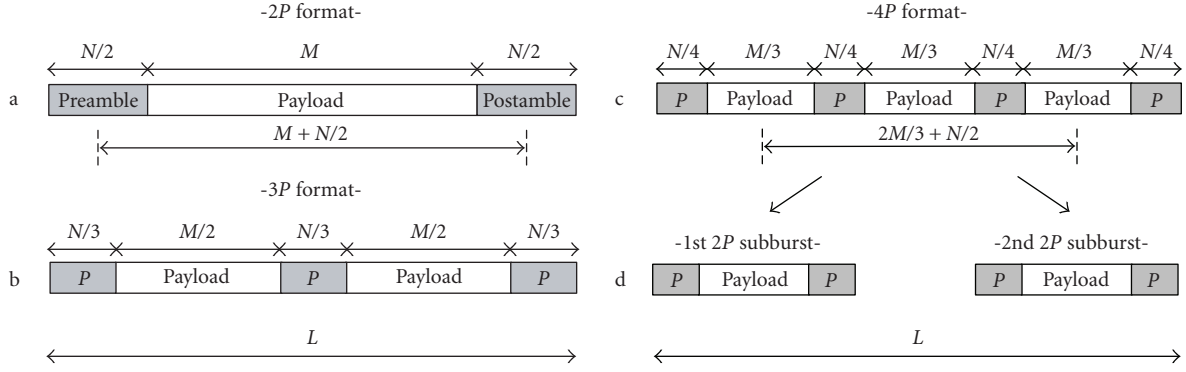 -2P format-
N/2 M N/2
a Preamble Payload Postamble
M + N/2
-3P format-
N/3 M/2 N/3 M/2 N/3
b P Payload P Payload P
L
-4P format-
N/4 M/3 N/4 M/3 N/4 M/3 N/4
c P Payload P Payload P Payload P
2M/3 + N/2
-1st 2P subburst- -2nd 2P subburst-
d P Payload P P Payload P
L